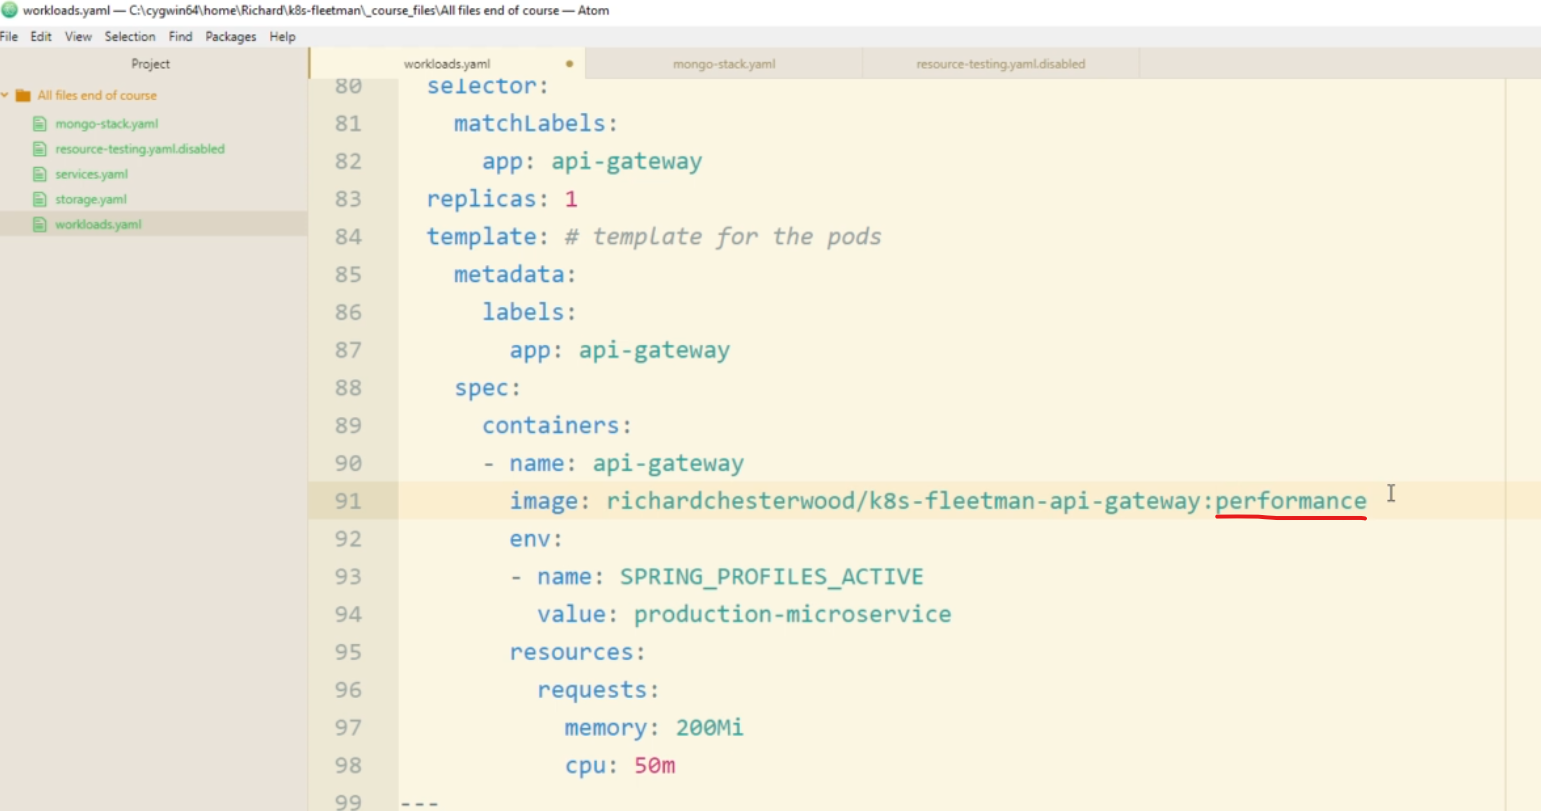 workloads.yaml — C:\cygwin64\home\Richard\k8s-fleetman\_course_files\All files end of course — Atom
File Edit View Selection Find Packages Help
Project
workloads.yaml
mongo-stack.yaml
resource-testing.yaml.disabled
All files end of course
mongo-stack.yaml
resource-testing.yaml.disabled
services.yaml
storage.yaml
workloads.yaml
80 selector:
81 matchLabels:
82 app: api-gateway
83 replicas: 1
84 template: # template for the pods
85 metadata:
86 labels:
87 app: api-gateway
88 spec:
89 containers:
90 - name: api-gateway
91 image: richardchesterwood/k8s-fleetman-api-gateway:performance
92 env:
93 - name: SPRING_PROFILES_ACTIVE
94 value: production-microservice
95 resources:
96 requests:
97 memory: 200Mi
98 cpu: 50m
99 ---